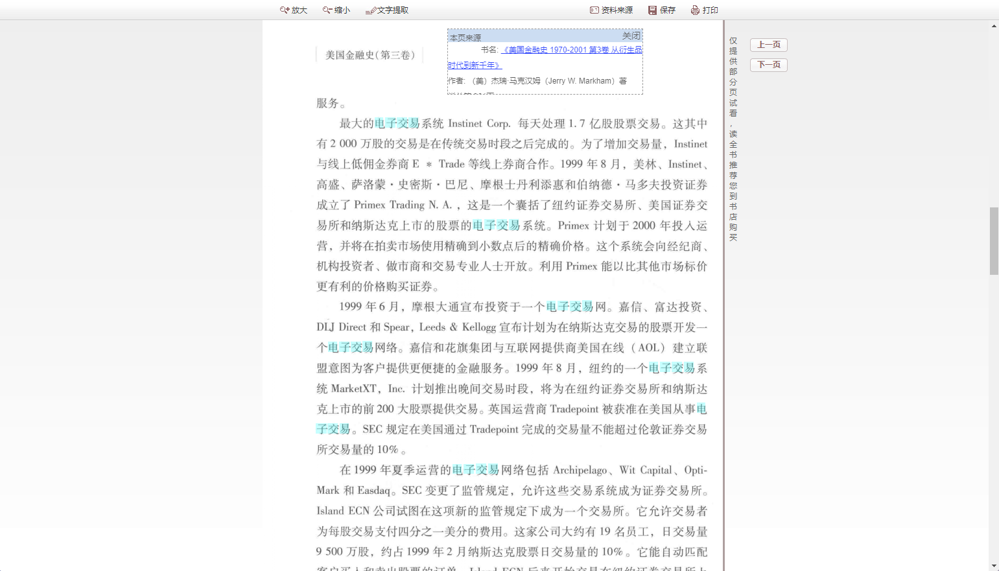 放大 缩小 文字提取 资料来源 保存 打印
本页来源 关闭
书名: 《美国金融史 1970-2001 第3卷 从衍生品
时代到新千年》
作者: （美）杰瑞·马克汉姆（Jerry W. Markham）著
美国金融史(第三卷)
服务。
最大的电子交易系统 Instinet Corp. 每天处理 1. 7 亿股股票交易。这其中
有 2 000 万股的交易是在传统交易时段之后完成的。为了增加交易量，Instinet
与线上低佣金券商 E * Trade 等线上券商合作。1999 年 8 月，美林、Instinet、
高盛、萨洛蒙·史密斯·巴尼、摩根士丹利添惠和伯纳德·马多夫投资证券
成立了 Primex Trading N. A. ，这是一个囊括了纽约证券交易所、美国证券交
易所和纳斯达克上市的股票的电子交易系统。Primex 计划于 2000 年投入运
营，并将在拍卖市场使用精确到小数点后的精确价格。这个系统会向经纪商、
机构投资者、做市商和交易专业人士开放。利用 Primex 能以比其他市场标价
更有利的价格购买证券。
1999 年 6 月，摩根大通宣布投资于一个电子交易网。嘉信、富达投资、
DLJ Direct 和 Spear, Leeds & Kellogg 宣布计划为在纳斯达克交易的股票开发一
个电子交易网络。嘉信和花旗集团与互联网提供商美国在线（AOL）建立联
盟意图为客户提供更便捷的金融服务。1999 年 8 月，纽约的一个电子交易系
统 MarketXT，Inc. 计划推出晚间交易时段，将为在纽约证券交易所和纳斯达
克上市的前 200 大股票提供交易。英国运营商 Tradepoint 被获准在美国从事电
子交易。SEC 规定在美国通过 Tradepoint 完成的交易量不能超过伦敦证券交易
所交易量的 10% 。
在 1999 年夏季运营的电子交易网络包括 Archipelago、Wit Capital、Opti-
Mark 和 Easdaq。SEC 变更了监管规定，允许这些交易系统成为证券交易所。
Island ECN 公司试图在这项新的监管规定下成为一个交易所。它允许交易者
为每股交易支付四分之一美分的费用。这家公司大约有 19 名员工，日交易量
9 500 万股，约占 1999 年 2 月纳斯达克股票日交易量的 10% 。它能自动匹配
仅提供部分页试看，读全书推荐您到书店购买
上一页
下一页